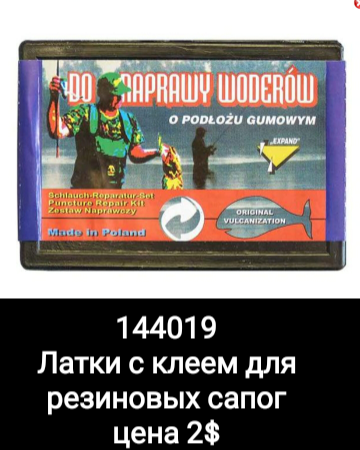 DO NAPRAWY WODERÓW
O PODŁOŻU GUMOWYM
„EXPAND"
Schlauch-Reparatur-Set
Puncture Repair Kit
Zestaw Naprawczy
ORIGINAL
VULCANIZATION
Made in Poland
144019
Латки с клеем для
резиновых сапог
цена 2$